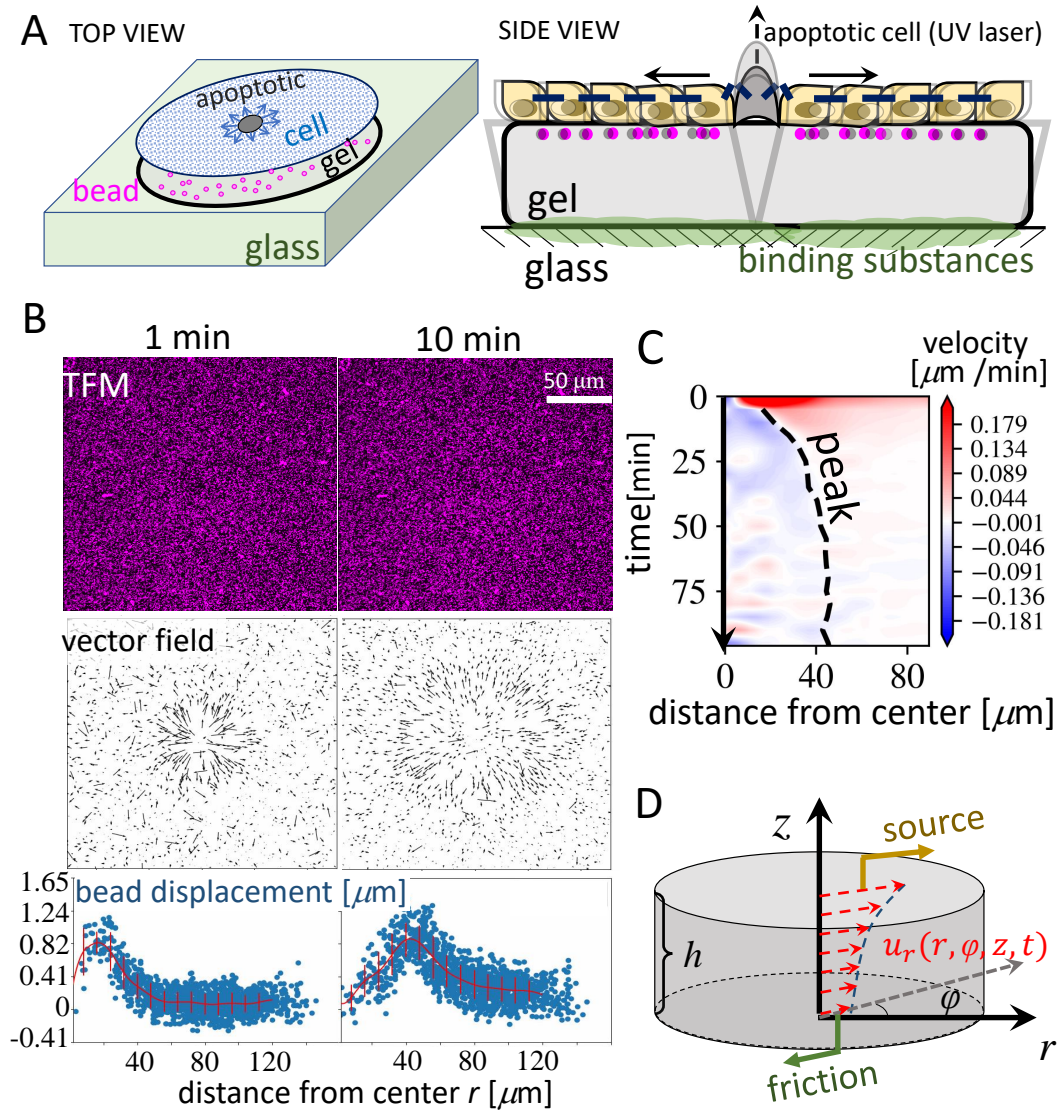 A
TOP VIEW
SIDE VIEW
apoptotic cell (UV laser)
apoptotic
cell
gel
bead
glass
gel
glass
binding substances
B
1 min
10 min
TFM
50 μm
vector field
1.65
1.24
0.82
0.41
0
-0.41
bead displacement [μm]
40
80
120
40
80
120
distance from center r [μm]
C
velocity
[μm /min]
0
25
50
75
time[min]
peak
0.179
0.134
0.089
0.044
−0.001
−0.046
−0.091
−0.136
−0.181
0
40
80
distance from center [μm]
D
z
source
h
u_r(r, φ, z, t)
φ
r
friction